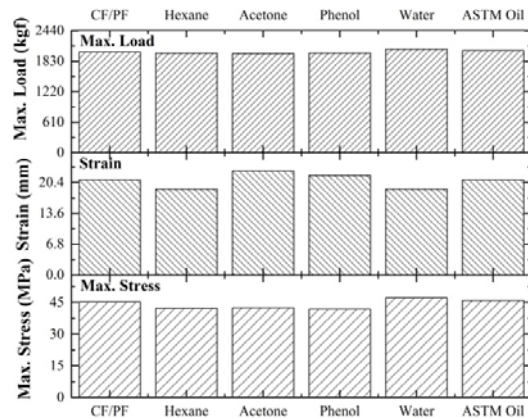 CF/PF Hexane Acetone Phenol Water ASTM Oil
Max. Load (kgf)
2440
1830
1220
610
0
Max. Load
Strain (mm)
20.4
13.6
6.8
0.0
Strain
Max. Stress (MPa)
45
30
15
0
Max. Stress
CF/PF Hexane Acetone Phenol Water ASTM Oil